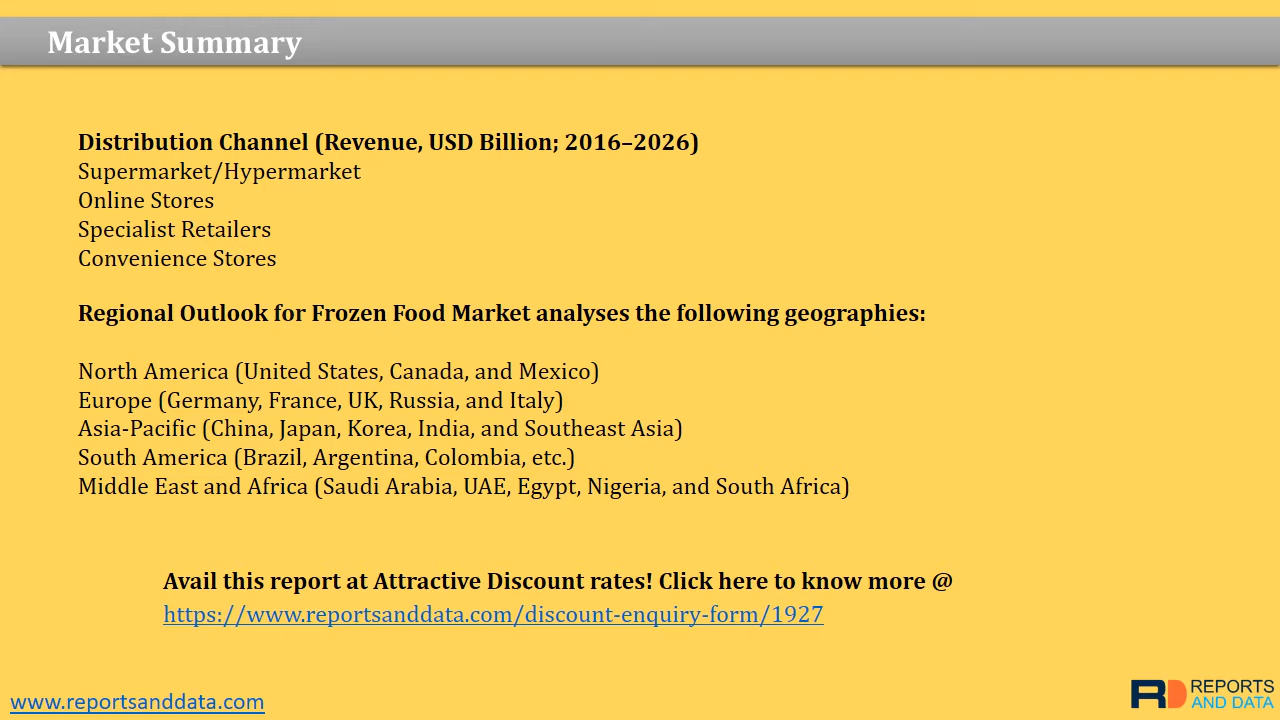 Market Summary
Distribution Channel (Revenue, USD Billion; 2016–2026)
Supermarket/Hypermarket
Online Stores
Specialist Retailers
Convenience Stores
Regional Outlook for Frozen Food Market analyses the following geographies:
North America (United States, Canada, and Mexico)
Europe (Germany, France, UK, Russia, and Italy)
Asia-Pacific (China, Japan, Korea, India, and Southeast Asia)
South America (Brazil, Argentina, Colombia, etc.)
Middle East and Africa (Saudi Arabia, UAE, Egypt, Nigeria, and South Africa)
Avail this report at Attractive Discount rates! Click here to know more @
https://www.reportsanddata.com/discount-enquiry-form/1927
www.reportsanddata.com
RD REPORTS
AND DATA